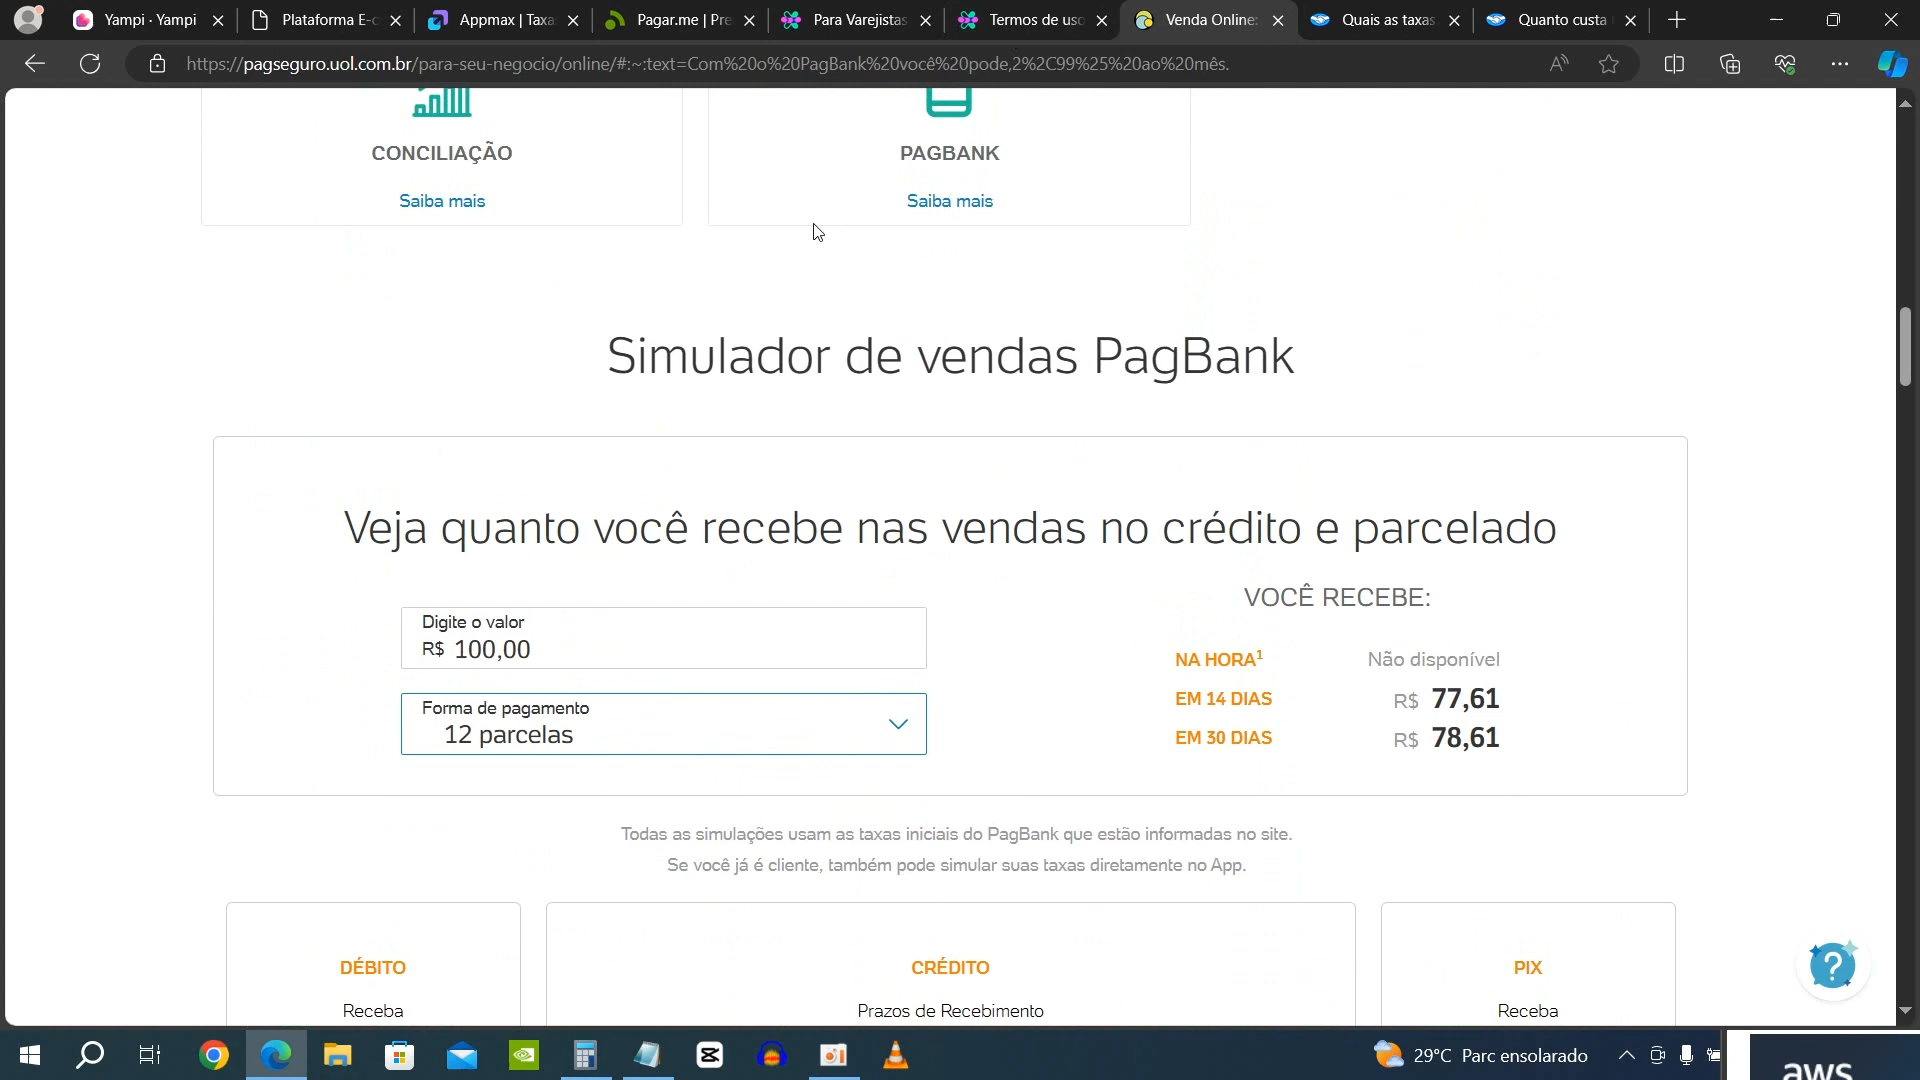 Yampi · Yampi
Plataforma E-c
Appmax | Taxa
Pagar.me | Pre
Para Varejistas
Termos de uso
Venda Online:
Quais as taxas
Quanto custa
https://pagseguro.uol.com.br/para-seu-negocio/online/#:~:text=Com%20o%20PagBank%20você%20pode,2%2C99%25%20ao%20mês.
CONCILIAÇÃO
PAGBANK
Saiba mais
Saiba mais
Simulador de vendas PagBank
Veja quanto você recebe nas vendas no crédito e parcelado
Digite o valor
R$ 100,00
Forma de pagamento
12 parcelas
VOCÊ RECEBE:
NA HORA¹ Não disponível
EM 14 DIAS R$ 77,61
EM 30 DIAS R$ 78,61
Todas as simulações usam as taxas iniciais do PagBank que estão informadas no site.
Se você já é cliente, também pode simular suas taxas diretamente no App.
DÉBITO
Receba
CRÉDITO
Prazos de Recebimento
PIX
Receba
29°C Parc ensolarado
aws